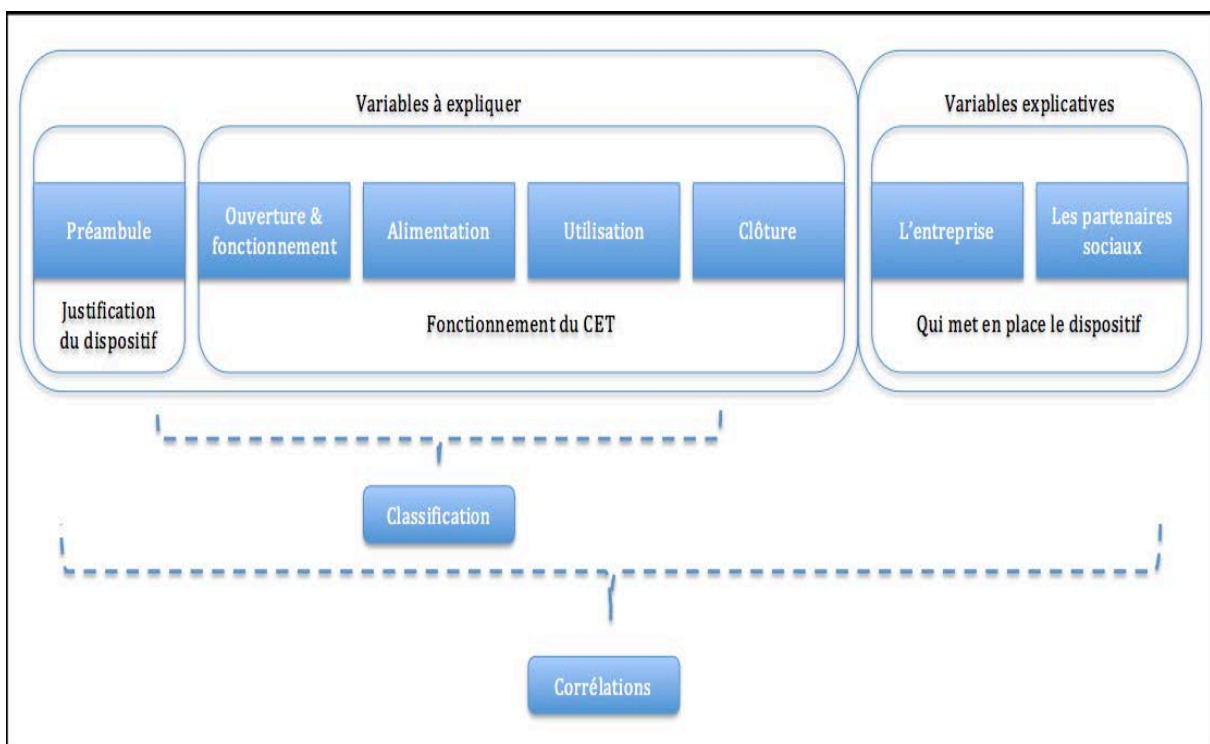 Variables à expliquer
Variables explicatives
Préambule
Ouverture &
fonctionnement
Alimentation
Utilisation
Clôture
L'entreprise
Les partenaires
sociaux
Justification
du dispositif
Fonctionnement du CET
Qui met en place le dispositif
Classification
Corrélations